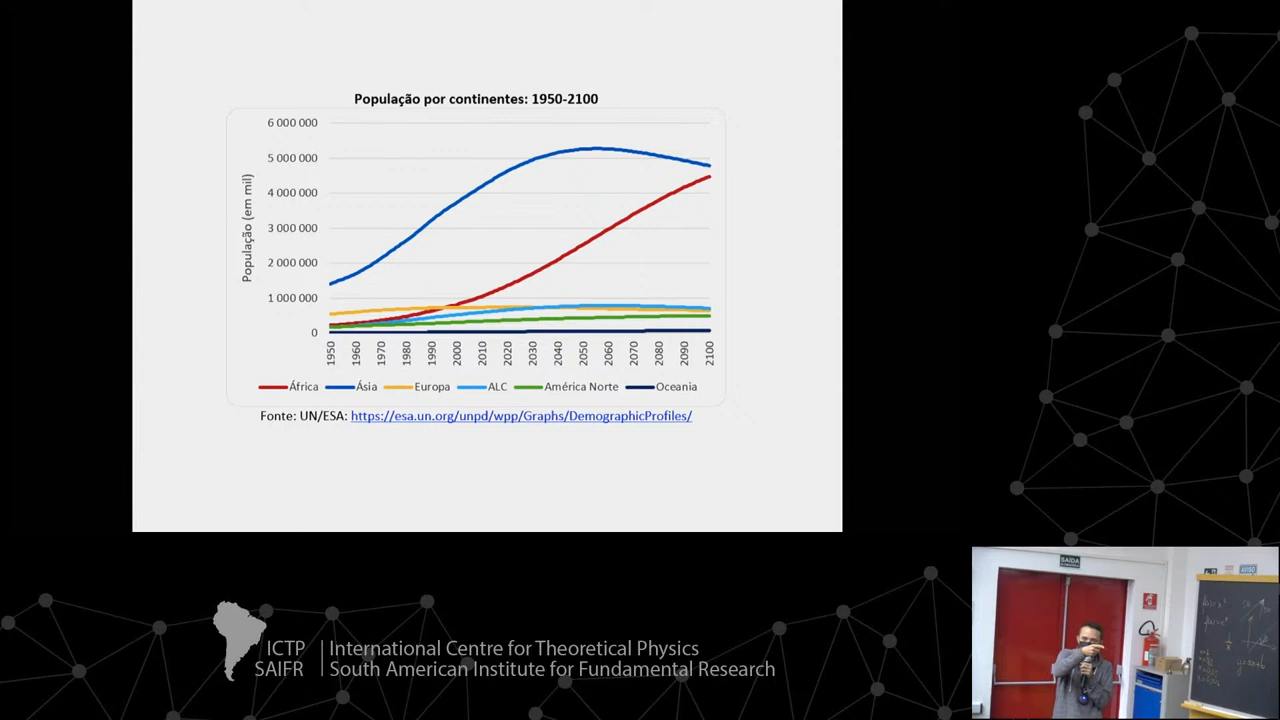 População por continentes: 1950-2100
6 000 000
5 000 000
4 000 000
3 000 000
2 000 000
1 000 000
0
População (em mil)
1950 1960 1970 1980 1990 2000 2010 2020 2030 2040 2050 2060 2070 2080 2090 2100
África Ásia Europa ALC América Norte Oceania
Fonte: UN/ESA: https://esa.un.org/unpd/wpp/Graphs/DemographicProfiles/
ICTP
SAIFR
International Centre for Theoretical Physics
South American Institute for Fundamental Research
SAÍDA
AVISO
y=ax+b